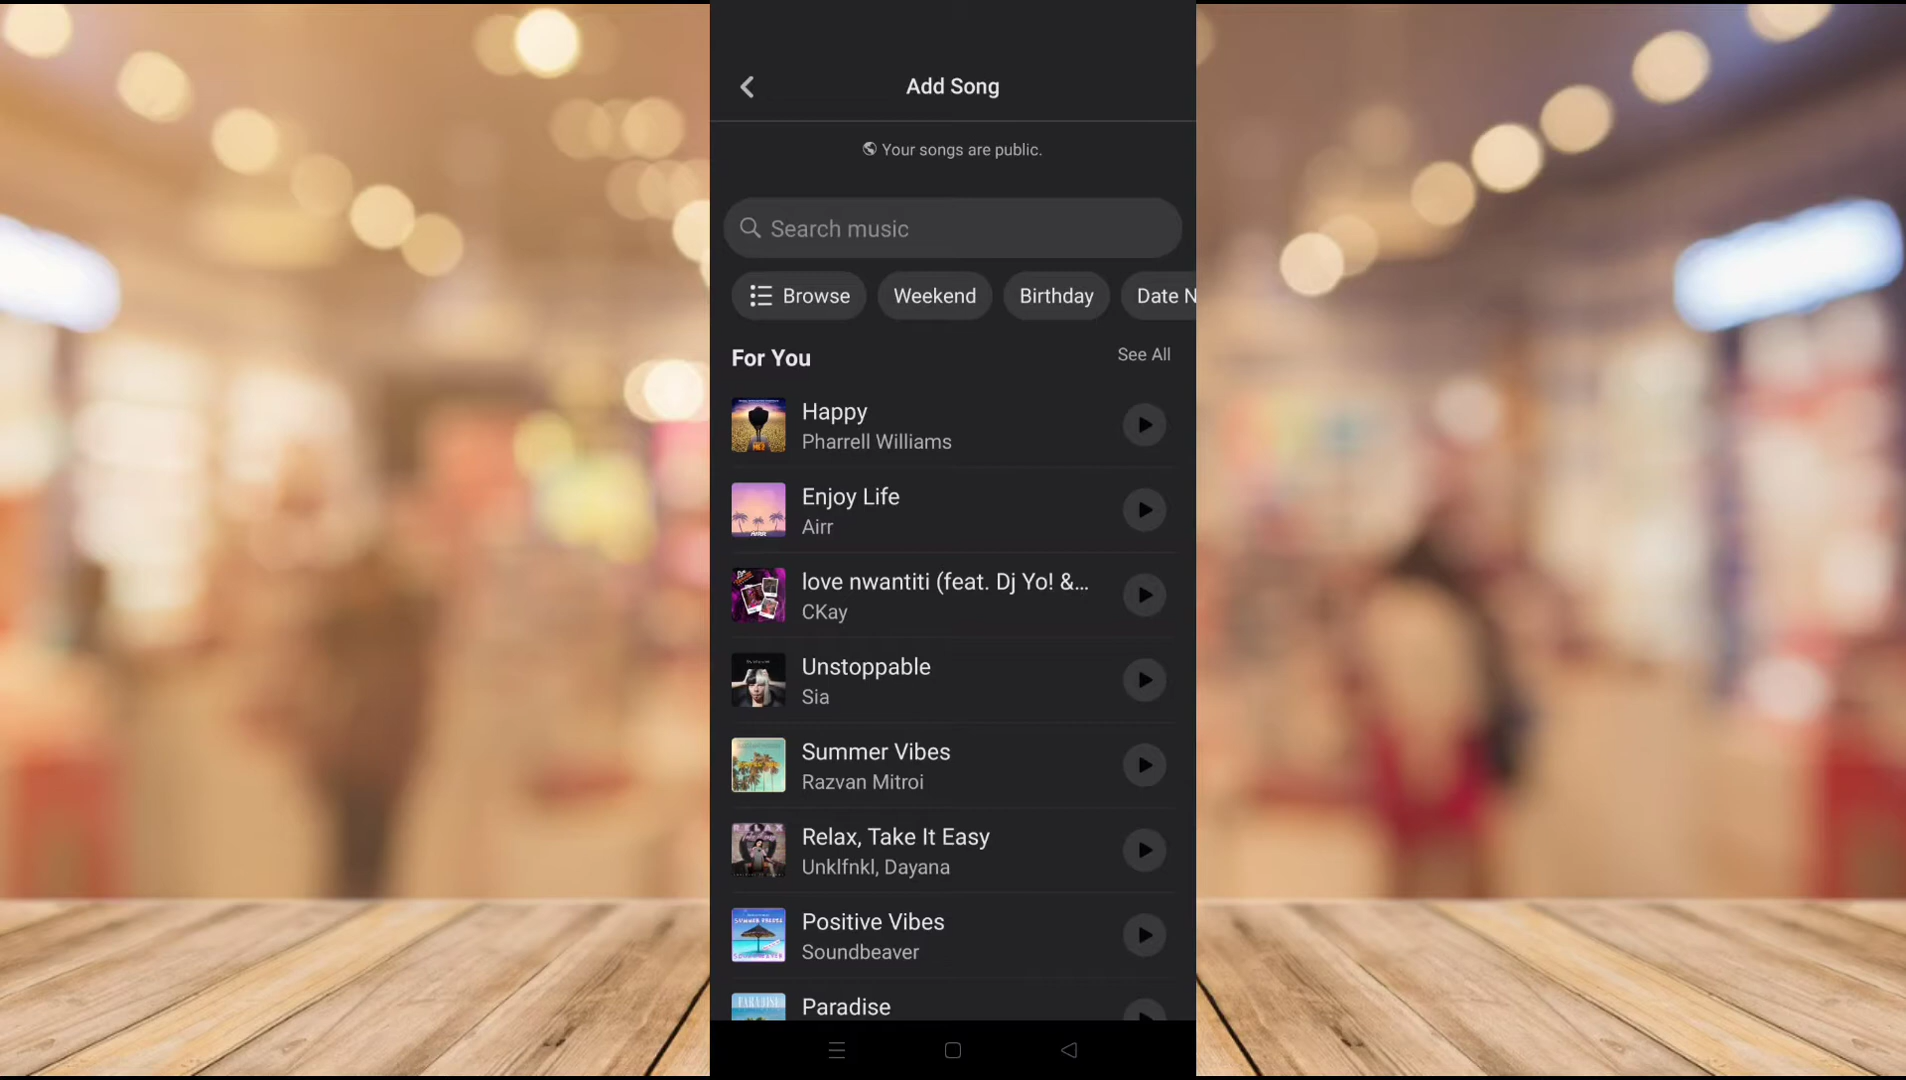 Add Song
Your songs are public.
Search music
Browse
Weekend
Birthday
Date N
For You
See All
Happy
Pharrell Williams
Enjoy Life
Airr
love nwantiti (feat. Dj Yo! &...
CKay
Unstoppable
Sia
Summer Vibes
Razvan Mitroi
RELAX
Relax, Take It Easy
Unklfnkl, Dayana
Positive Vibes
Soundbeaver
PARADISE
Paradise